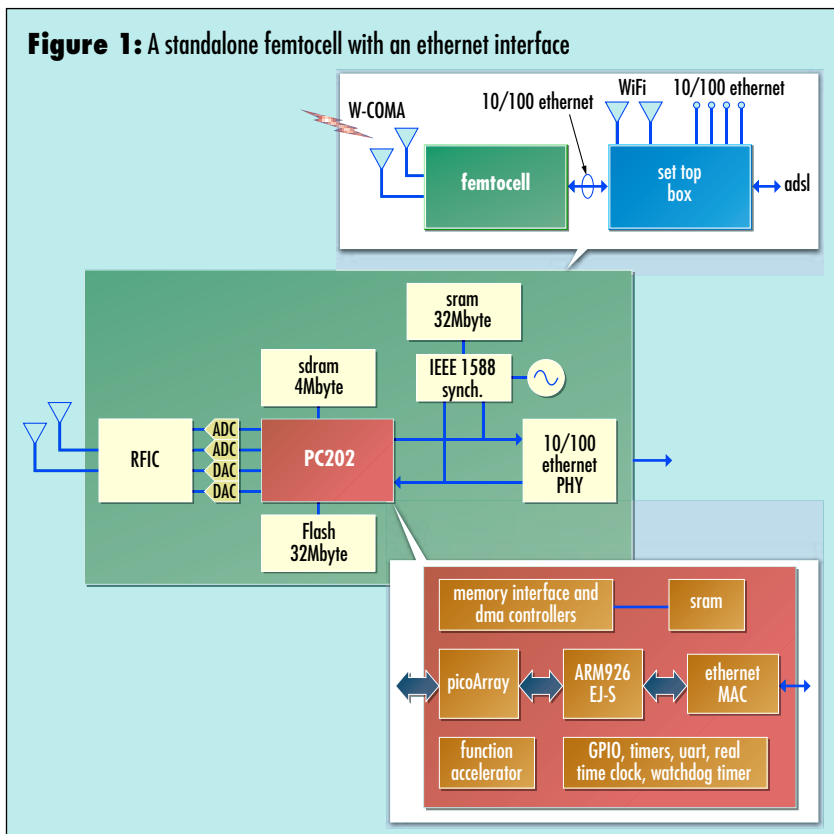 Figure 1: A standalone femtocell with an ethernet interface
W-COMA
10/100 ethernet
WiFi
10/100 ethernet
femtocell
set top
box
adsl
sram
32Mbyte
sdram
4Mbyte
IEEE 1588
synch.
RFIC
ADC
ADC
DAC
DAC
PC202
10/100
ethernet
PHY
Flash
32Mbyte
memory interface and
dma controllers
sram
picoArray
ARM926
EJ-S
ethernet
MAC
function
accelerator
GPIO, timers, uart, real
time clock, watchdog timer